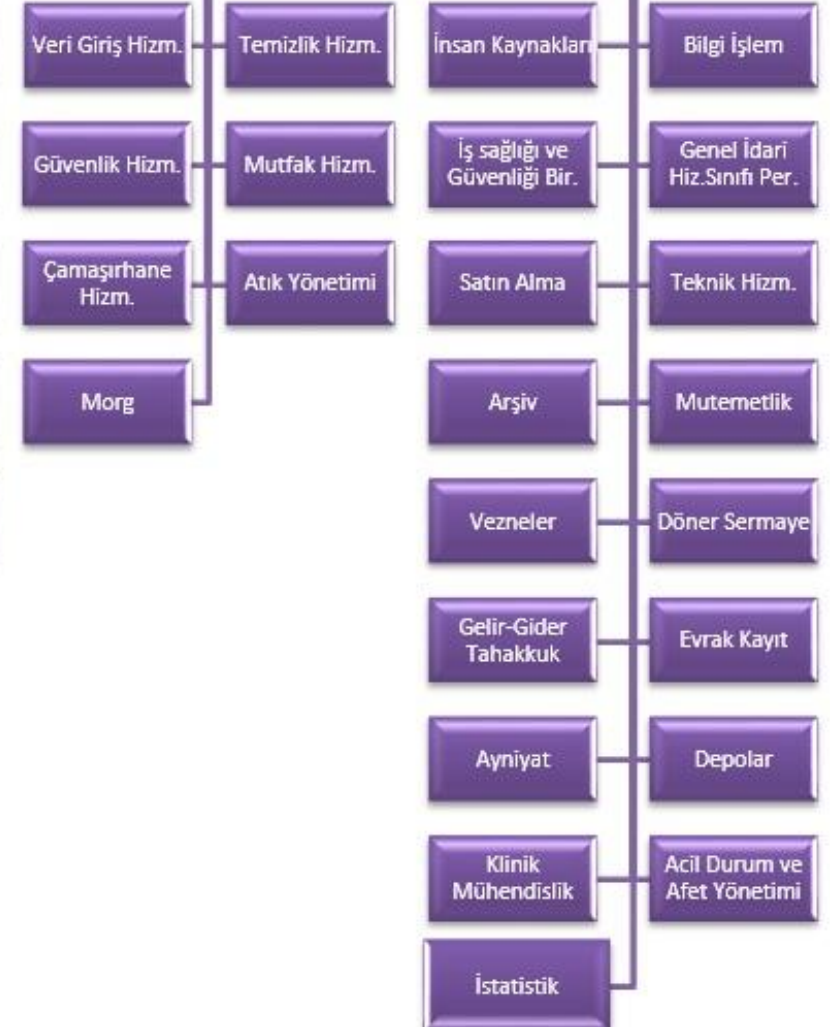 Veri Giriş Hizm.
Temizlik Hizm.
Güvenlik Hizm.
Mutfak Hizm.
Çamaşırhane
Hizm.
Atık Yönetimi
Morg
İnsan Kaynakları
Bilgi İşlem
İş sağlığı ve
Güvenliği Bir.
Genel İdari
Hiz.Sınıfı Per.
Satın Alma
Teknik Hizm.
Arşiv
Mutemetlik
Vezneler
Döner Sermaye
Gelir-Gider
Tahakkuk
Evrak Kayıt
Ayniyat
Depolar
Klinik
Mühendislik
Acil Durum ve
Afet Yönetimi
İstatistik